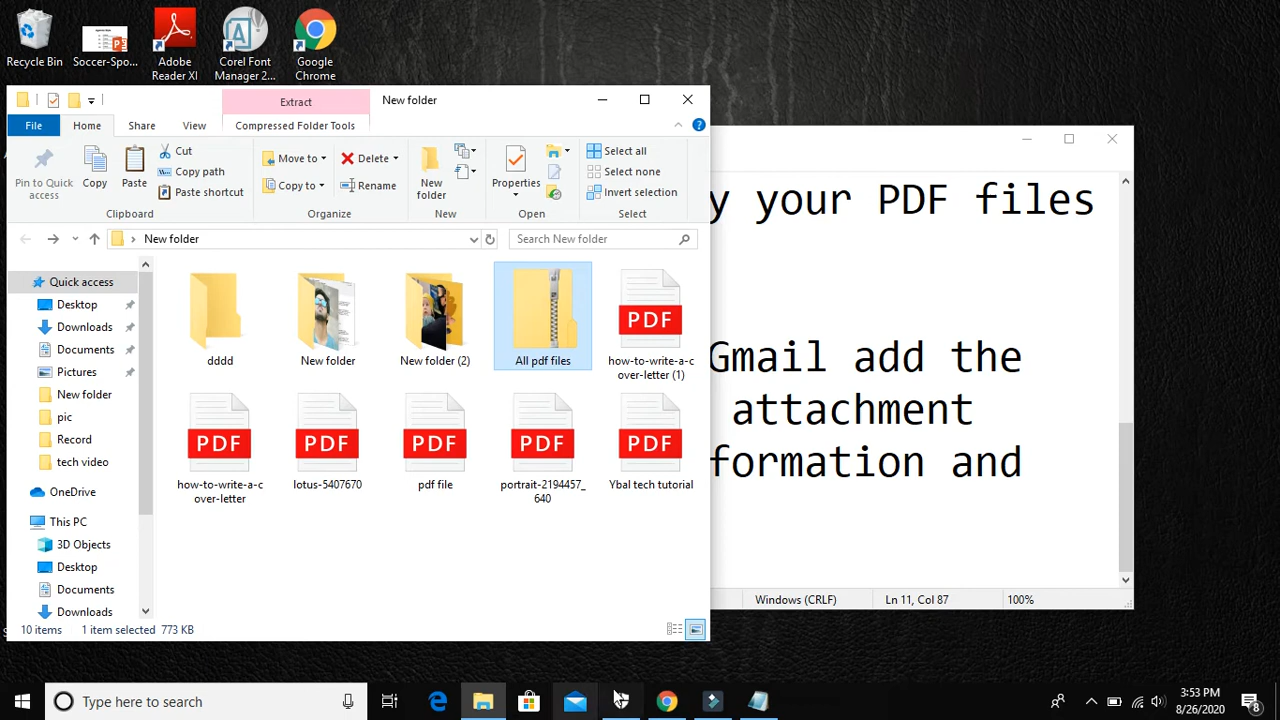 Recycle Bin
Soccer-Spo...
Adobe
Reader XI
Corel Font
Manager 2...
Google
Chrome
Extract
New folder
File
Home
Share
View
Compressed Folder Tools
Pin to Quick
access
Copy
Paste
Cut
Copy path
Paste shortcut
Clipboard
Move to
Copy to
Delete
Rename
Organize
New
folder
New
Properties
Open
Select all
Select none
Invert selection
Select
New folder
Search New folder
Quick access
Desktop
Downloads
Documents
Pictures
New folder
pic
Record
tech video
OneDrive
This PC
3D Objects
Desktop
Documents
Downloads
dddd
New folder
New folder (2)
All pdf files
PDF
how-to-write-a-c
over-letter (1)
PDF
how-to-write-a-c
over-letter
PDF
lotus-5407670
PDF
pdf file
PDF
portrait-2194457_
640
PDF
Ybal tech tutorial
10 items
1 item selected 773 KB
y your PDF files
Gmail add the
attachment
formation and
Windows (CRLF)
Ln 11, Col 87
100%
Type here to search
3:53 PM
8/26/2020
8